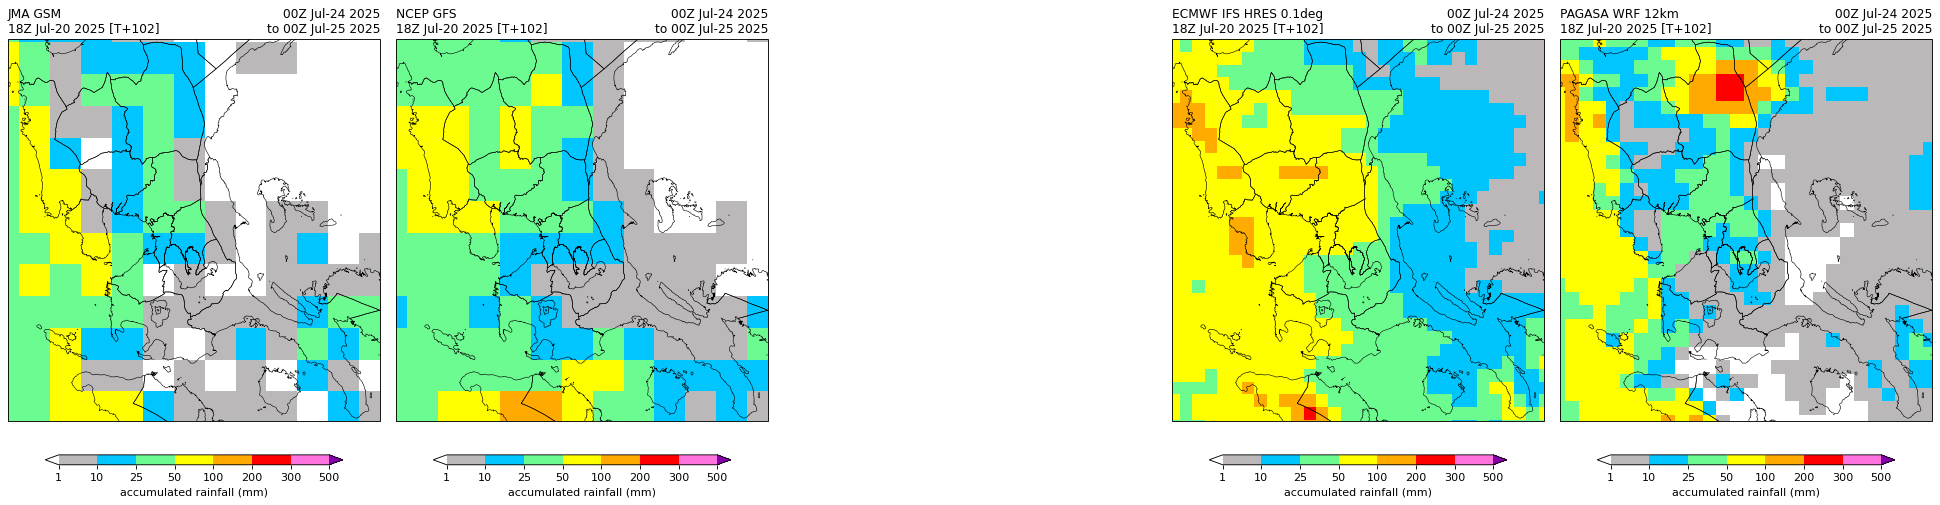 JMA GSM 00Z Jul-24 2025
18Z Jul-20 2025 [T+102] to 00Z Jul-25 2025
NCEP GFS 00Z Jul-24 2025
18Z Jul-20 2025 [T+102] to 00Z Jul-25 2025
ECMWF IFS HRES 0.1deg 00Z Jul-24 2025
18Z Jul-20 2025 [T+102] to 00Z Jul-25 2025
PAGASA WRF 12km 00Z Jul-24 2025
18Z Jul-20 2025 [T+102] to 00Z Jul-25 2025
1 10 25 50 100 200 300 500
accumulated rainfall (mm)
1 10 25 50 100 200 300 500
accumulated rainfall (mm)
1 10 25 50 100 200 300 500
accumulated rainfall (mm)
1 10 25 50 100 200 300 500
accumulated rainfall (mm)